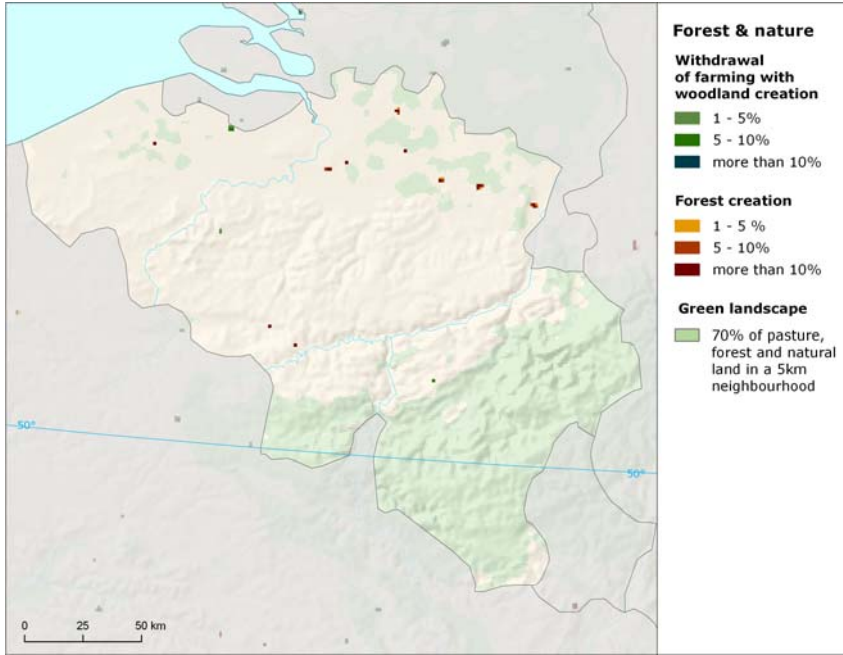 Forest & nature
Withdrawal
of farming with
woodland creation
1 - 5%
5 - 10%
more than 10%
Forest creation
1 - 5 %
5 - 10%
more than 10%
Green landscape
70% of pasture,
forest and natural
land in a 5km
neighbourhood
50°
50°
0 25 50 km